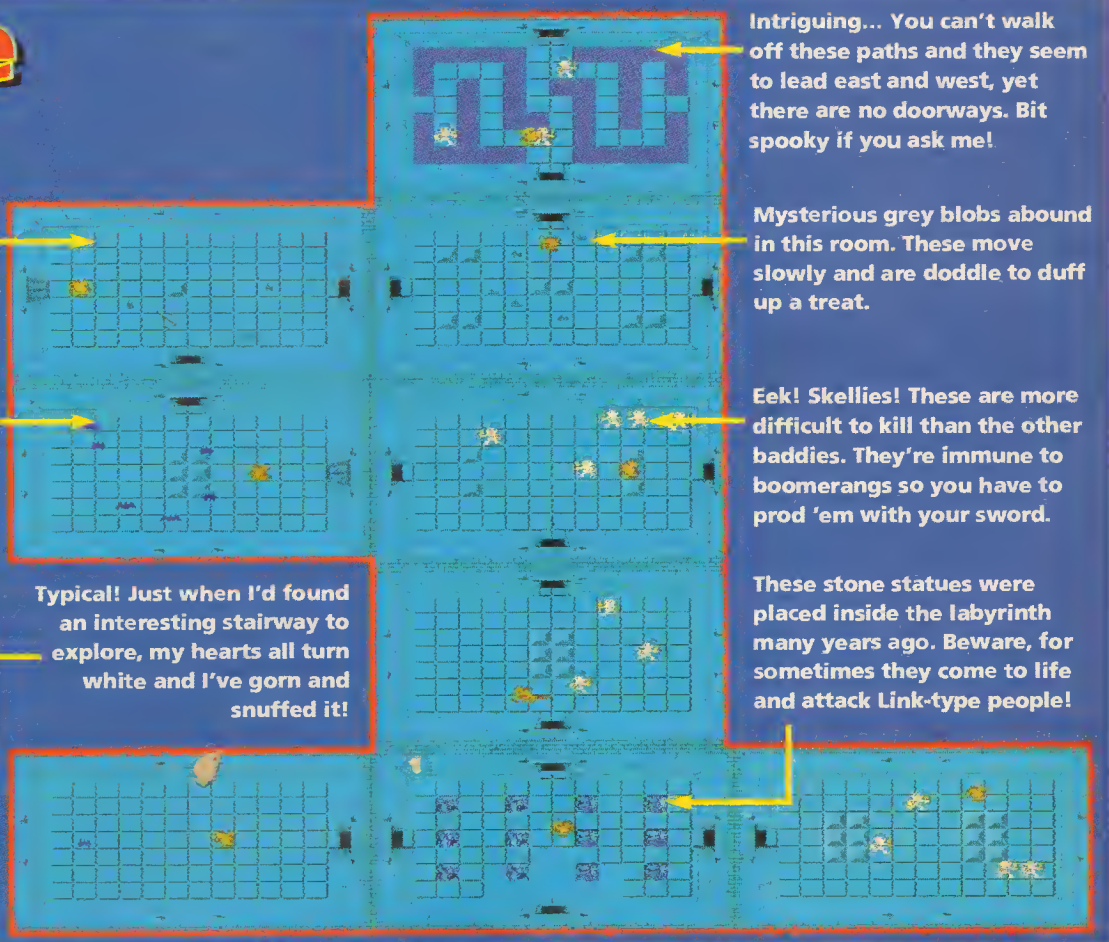 Intriguing... You can't walk
off these paths and they seem
to lead east and west, yet
there are no doorways. Bit
spooky if you ask me!
Mysterious grey blobs abound
in this room. These move
slowly and are doddle to duff
up a treat.
Eek! Skellies! These are more
difficult to kill than the other
baddies. They're immune to
boomerangs so you have to
prod 'em with your sword.
Typical! Just when I'd found
an interesting stairway to
explore, my hearts all turn
white and I've gorn and
snuffed it!
These stone statues were
placed inside the labyrinth
many years ago. Beware, for
sometimes they come to life
and attack Link-type people!